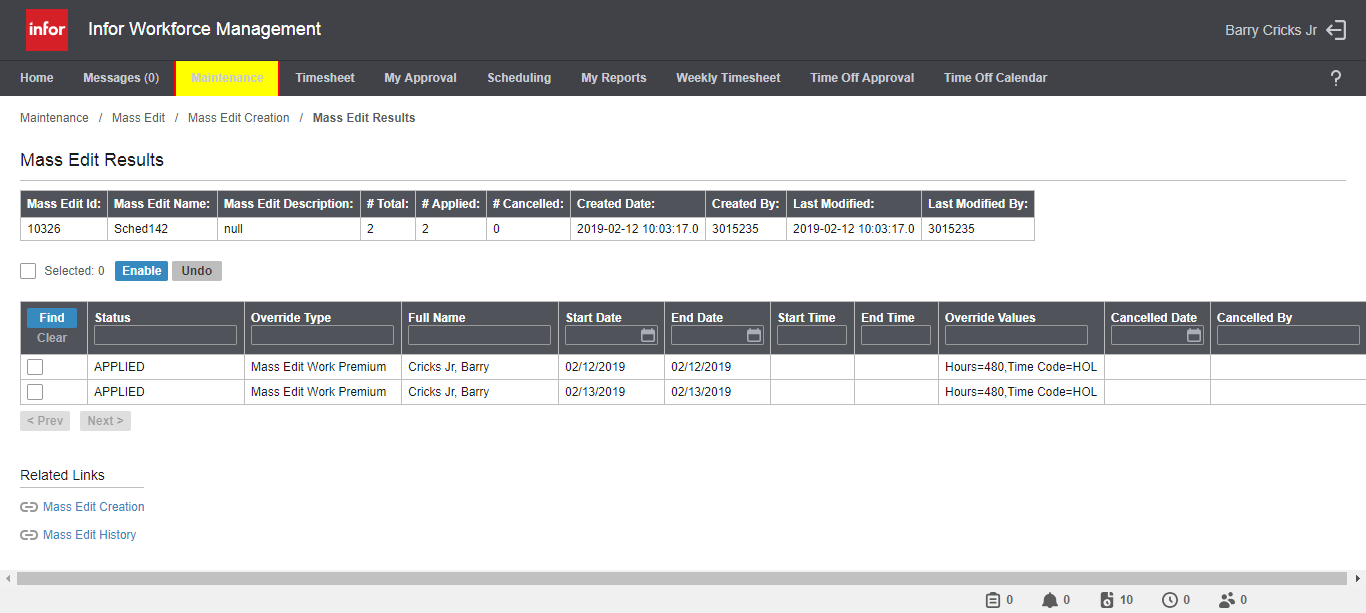 infor Infor Workforce Management Barry Cricks Jr
Home Messages (0) Maintenance Timesheet My Approval Scheduling My Reports Weekly Timesheet Time Off Approval Time Off Calendar ?
Maintenance / Mass Edit / Mass Edit Creation / Mass Edit Results
Mass Edit Results
Mass Edit Id: Mass Edit Name: Mass Edit Description: # Total: # Applied: # Cancelled: Created Date: Created By: Last Modified: Last Modified By:
10326 Sched142 null 2 2 0 2019-02-12 10:03:17.0 3015235 2019-02-12 10:03:17.0 3015235
Selected: 0 Enable Undo
Find Status Override Type Full Name Start Date End Date Start Time End Time Override Values Cancelled Date Cancelled By
Clear
APPLIED Mass Edit Work Premium Cricks Jr, Barry 02/12/2019 02/12/2019 Hours=480,Time Code=HOL
APPLIED Mass Edit Work Premium Cricks Jr, Barry 02/13/2019 02/13/2019 Hours=480,Time Code=HOL
< Prev Next >
Related Links
Mass Edit Creation
Mass Edit History
0 0 10 0 0